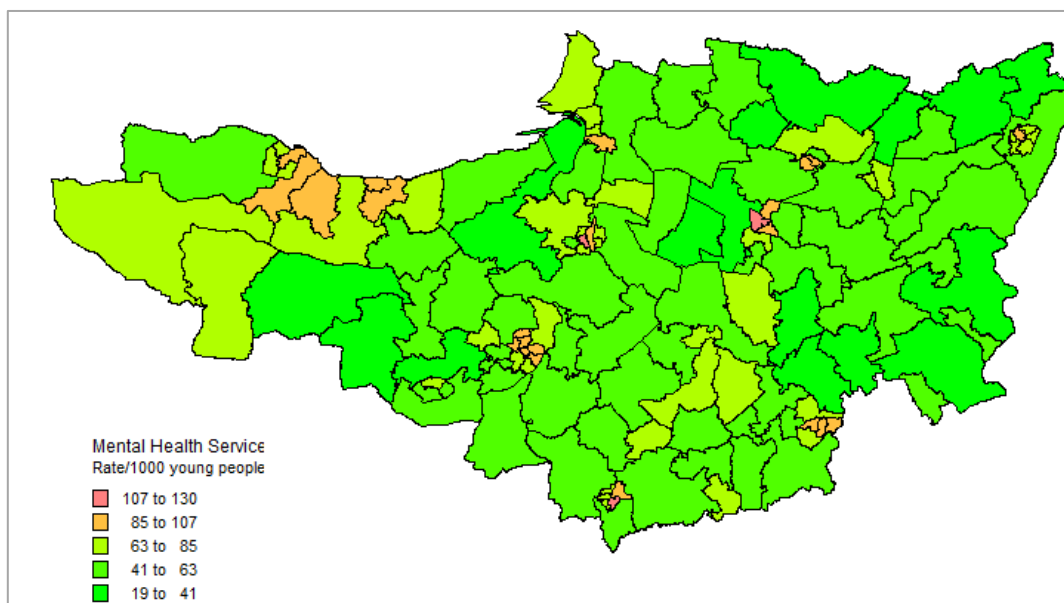 Mental Health Service
Rate/1000 young people
107 to 130
85 to 107
63 to 85
41 to 63
19 to 41